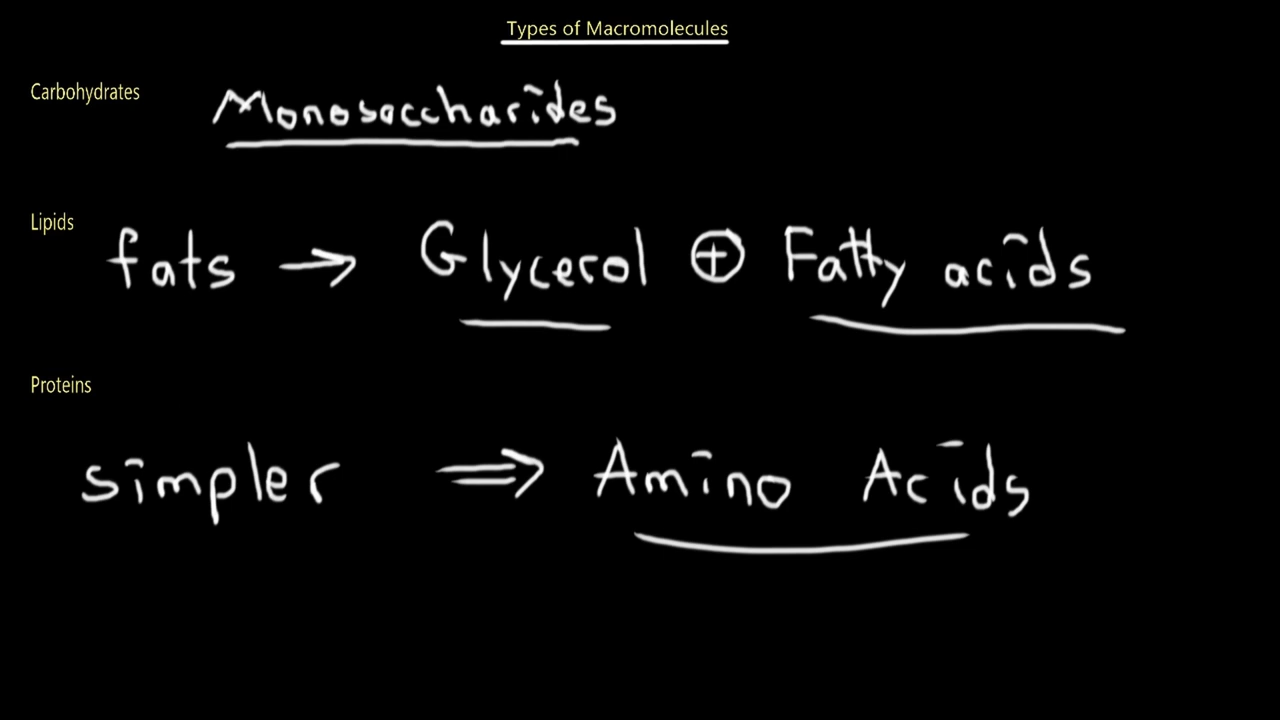 Types of Macromolecules
Carbohydrates
Monosaccharides
Lipids
fats → Glycerol ⊕ Fatty acids
Proteins
simpler ⇒ Amino Acids